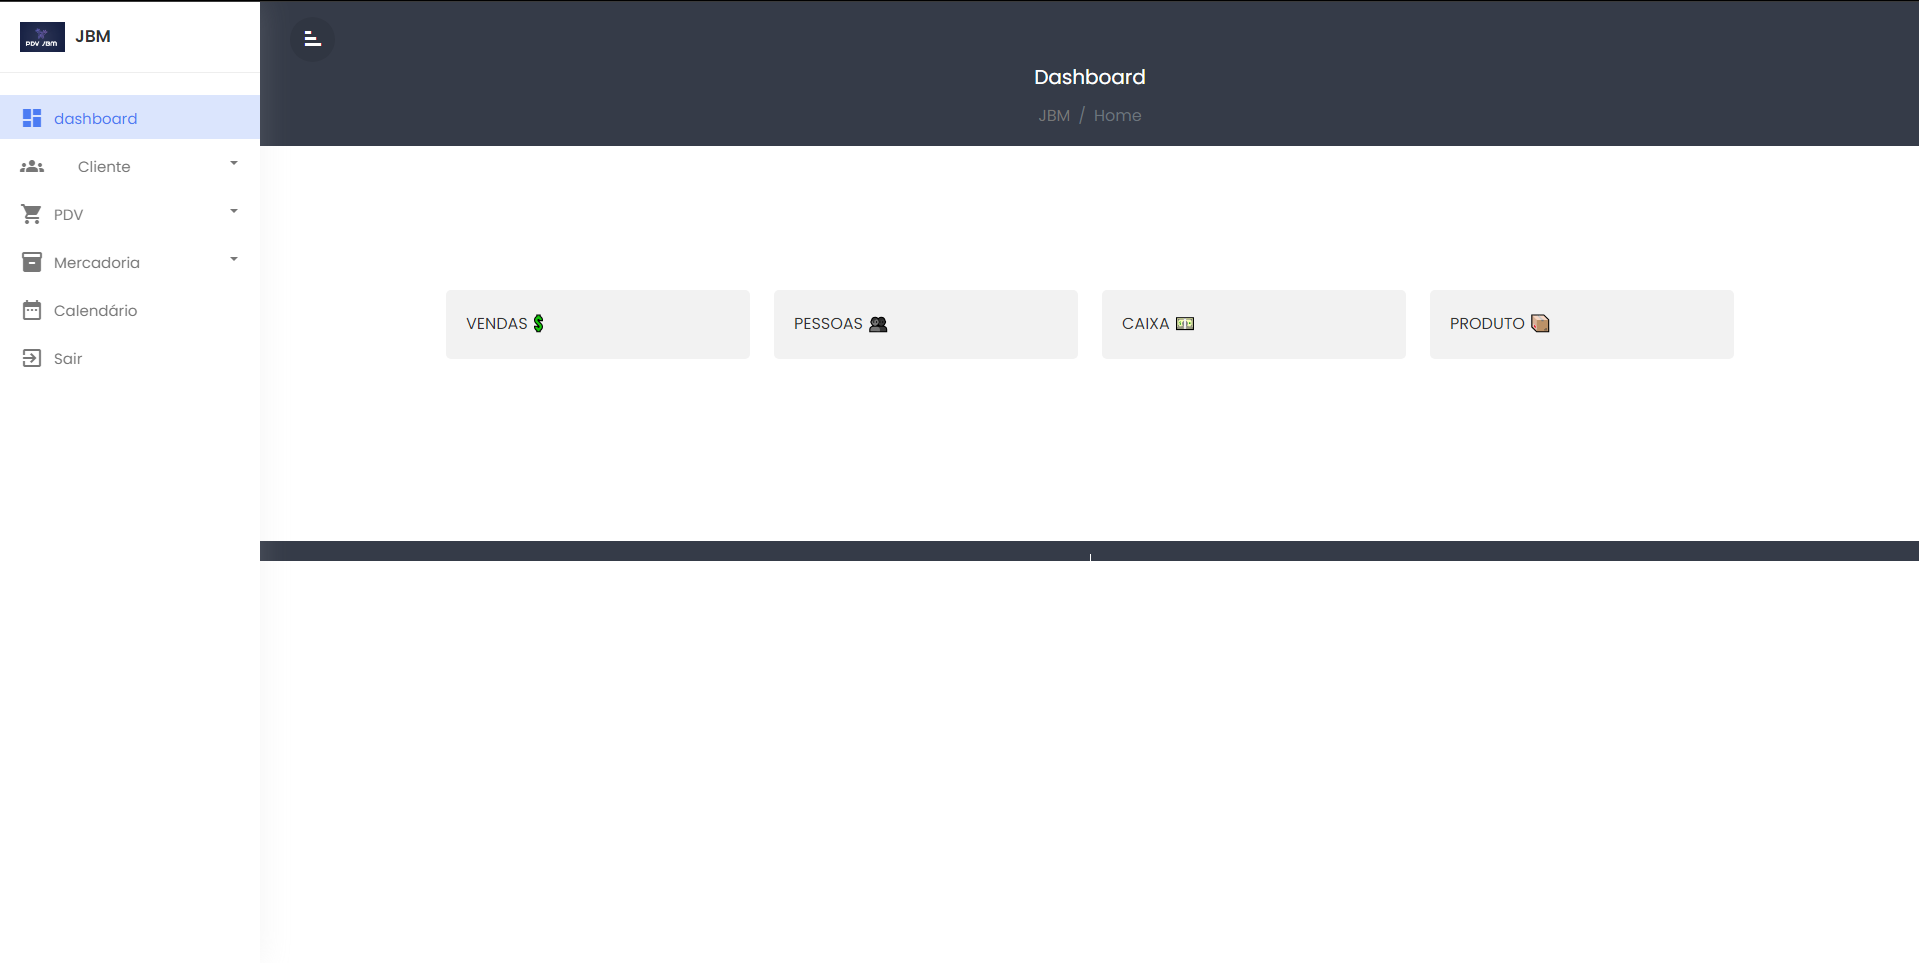 PDV JBM
JBM
dashboard
Cliente
PDV
Mercadoria
Calendário
Sair
Dashboard
JBM / Home
VENDAS
PESSOAS
CAIXA
PRODUTO